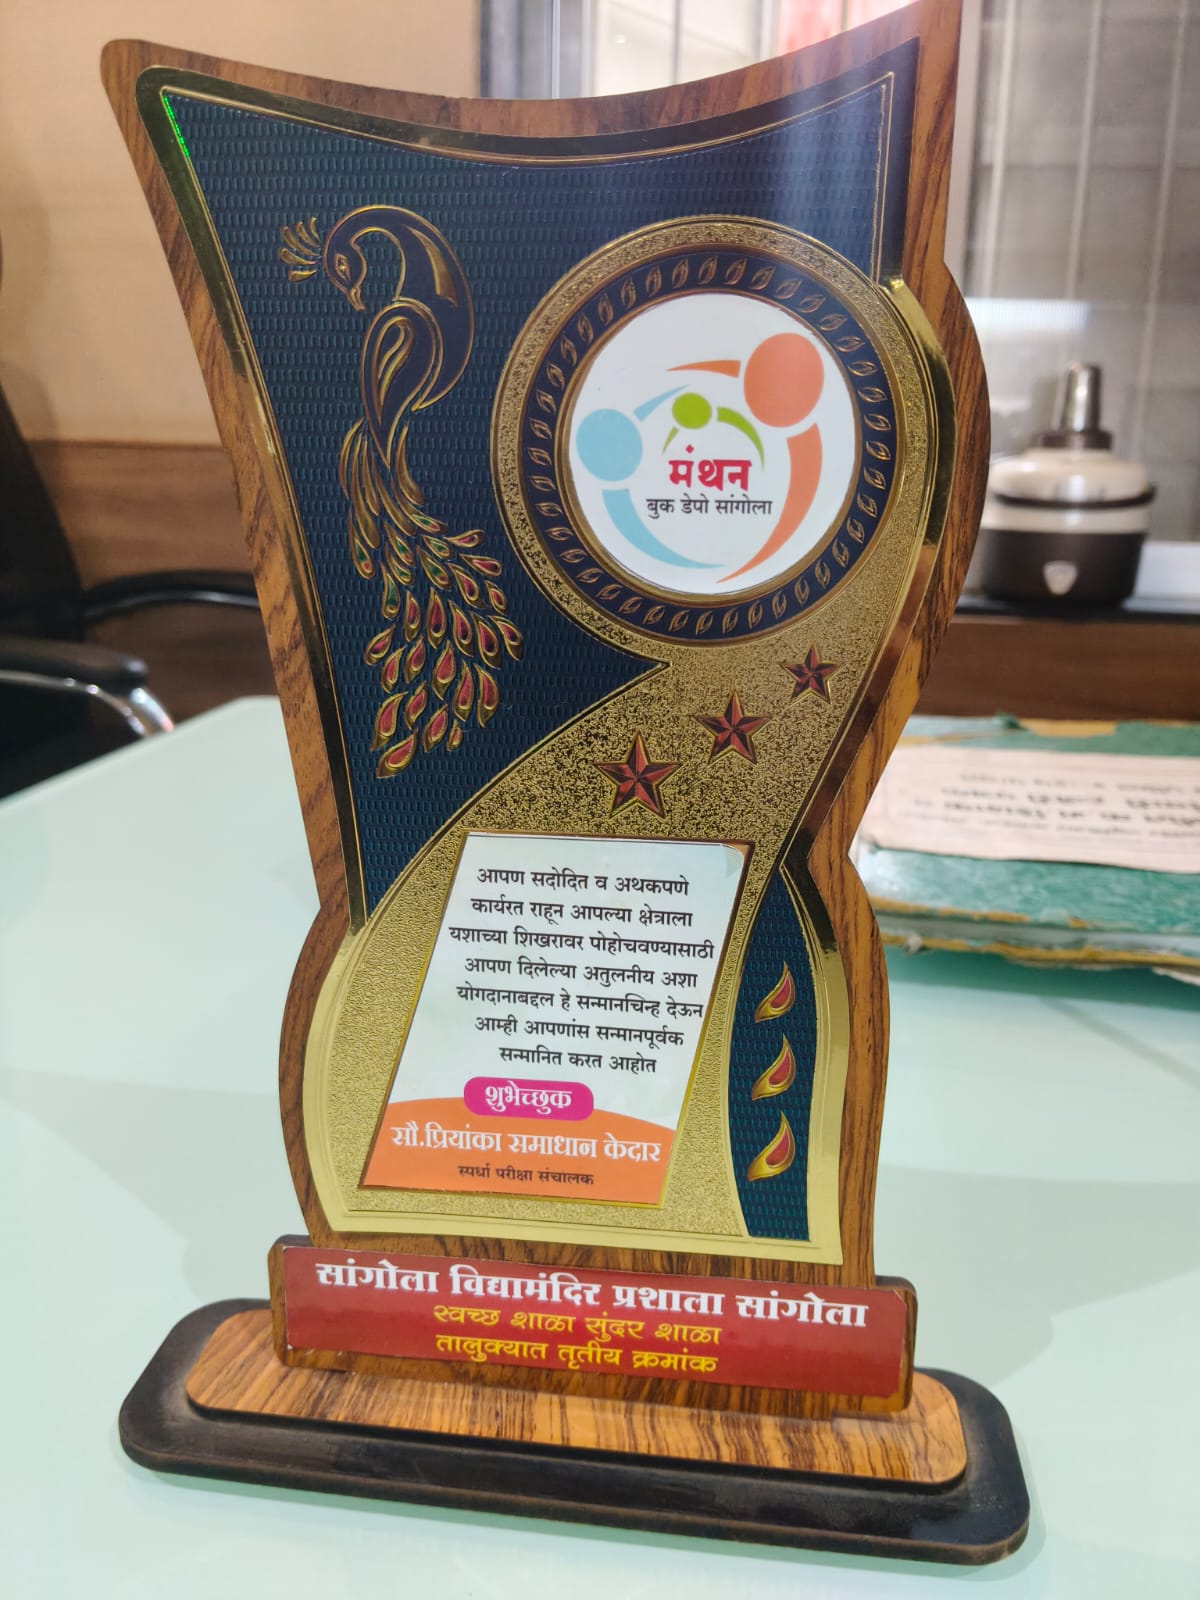 मंथन
बुक डेपो सांगोला
आपण सदोदित व अथकपणे
कार्यरत राहून आपल्या क्षेत्राला
यशाच्या शिखरावर पोहोचवण्यासाठी
आपण दिलेल्या अतुलनीय अशा
योगदानाबद्दल हे सन्मानचिन्ह देऊन
आम्ही आपणांस सन्मानपूर्वक
सन्मानित करत आहोत
शुभेच्छुक
सौ.प्रियांका समाधान केदार
स्पर्धा परीक्षा संचालक
सांगोला विद्यामंदिर प्रशाला सांगोला
स्वच्छ शाळा सुंदर शाळा
तालुक्यात तृतीय क्रमांक